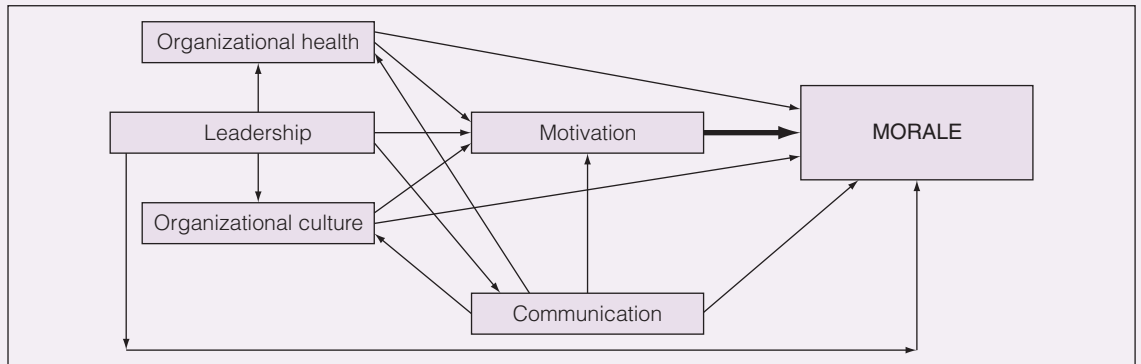 Organizational health
Leadership
Motivation
MORALE
Organizational culture
Communication